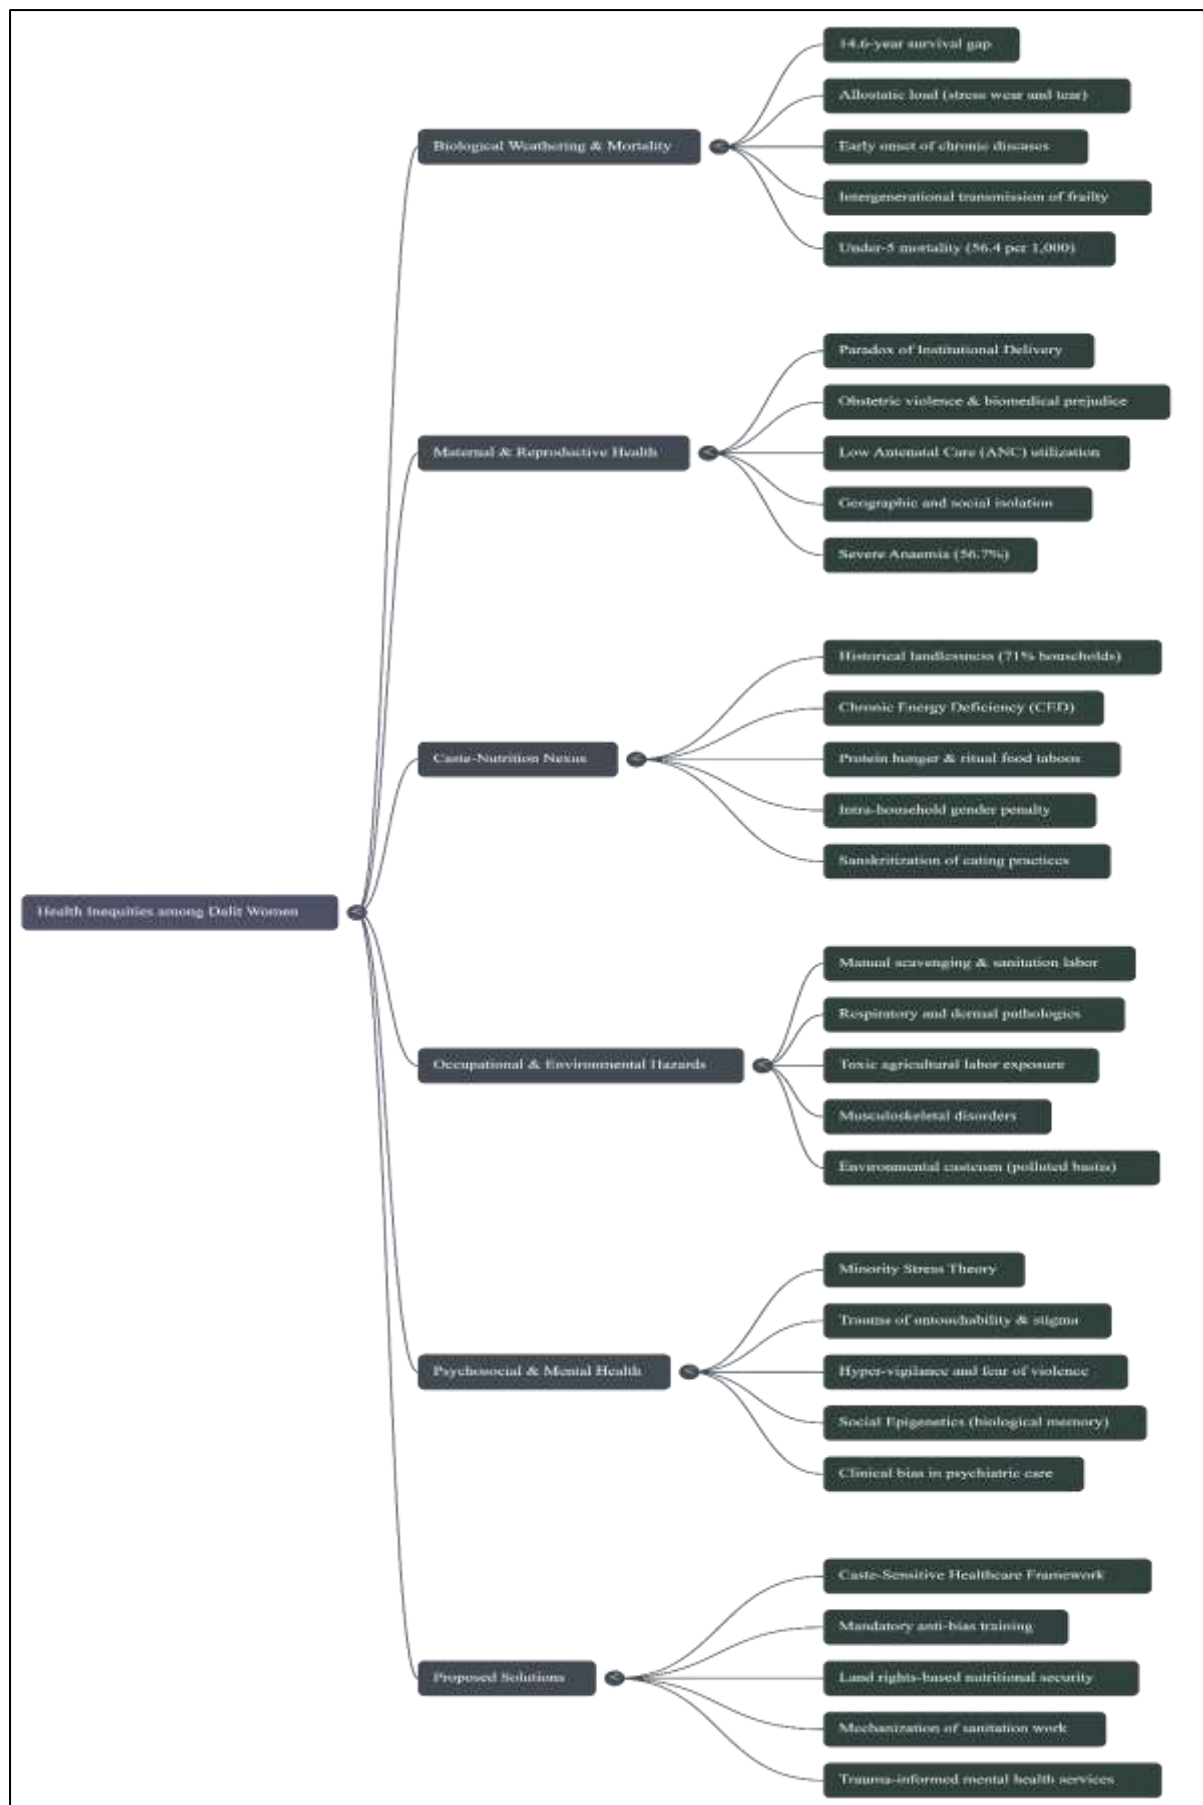 Health Inequities among Dalit Women
Biological Weathering & Mortality
14.6-year survival gap
Allostatic load (stress wear and tear)
Early onset of chronic diseases
Intergenerational transmission of frailty
Under-5 mortality (56.4 per 1,000)
Maternal & Reproductive Health
Paradox of Institutional Delivery
Obstetric violence & biomedical prejudice
Low Antenatal Care (ANC) utilization
Geographic and social isolation
Severe Anaemia (56.7%)
Caste-Nutrition Nexus
Historical landlessness (71% households)
Chronic Energy Deficiency (CED)
Protein hunger & ritual food taboos
Intra-household gender penalty
Sanskritization of eating practices
Occupational & Environmental Hazards
Manual scavenging & sanitation labor
Respiratory and dermal pathologies
Toxic agricultural labor exposure
Musculoskeletal disorders
Environmental casteism (polluted bastis)
Psychosocial & Mental Health
Minority Stress Theory
Trauma of untouchability & stigma
Hyper-vigilance and fear of violence
Social Epigenetics (biological memory)
Clinical bias in psychiatric care
Proposed Solutions
Caste-Sensitive Healthcare Framework
Mandatory anti-bias training
Land rights-based nutritional security
Mechanization of sanitation work
Trauma-informed mental health services